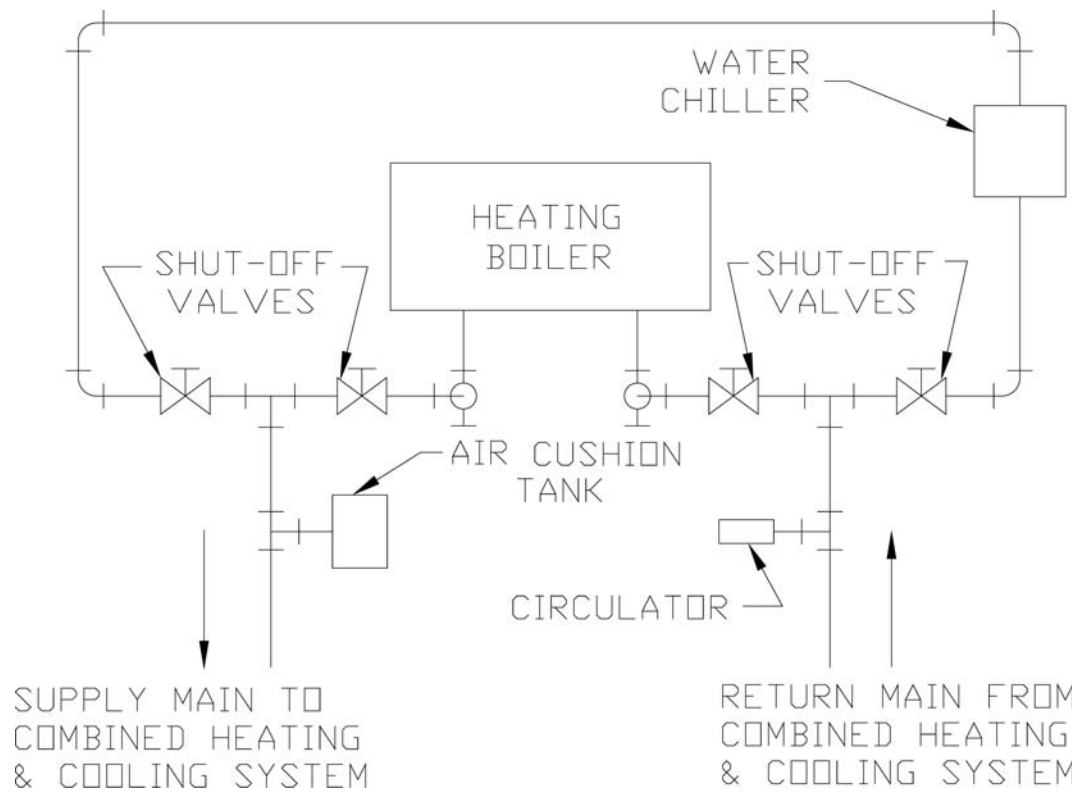 WATER
CHILLER
HEATING
BOILER
SHUT-OFF
VALVES
SHUT-OFF
VALVES
AIR CUSHION
TANK
CIRCULATOR
SUPPLY MAIN TO
COMBINED HEATING
& COOLING SYSTEM
RETURN MAIN FROM
COMBINED HEATING
& COOLING SYSTEM